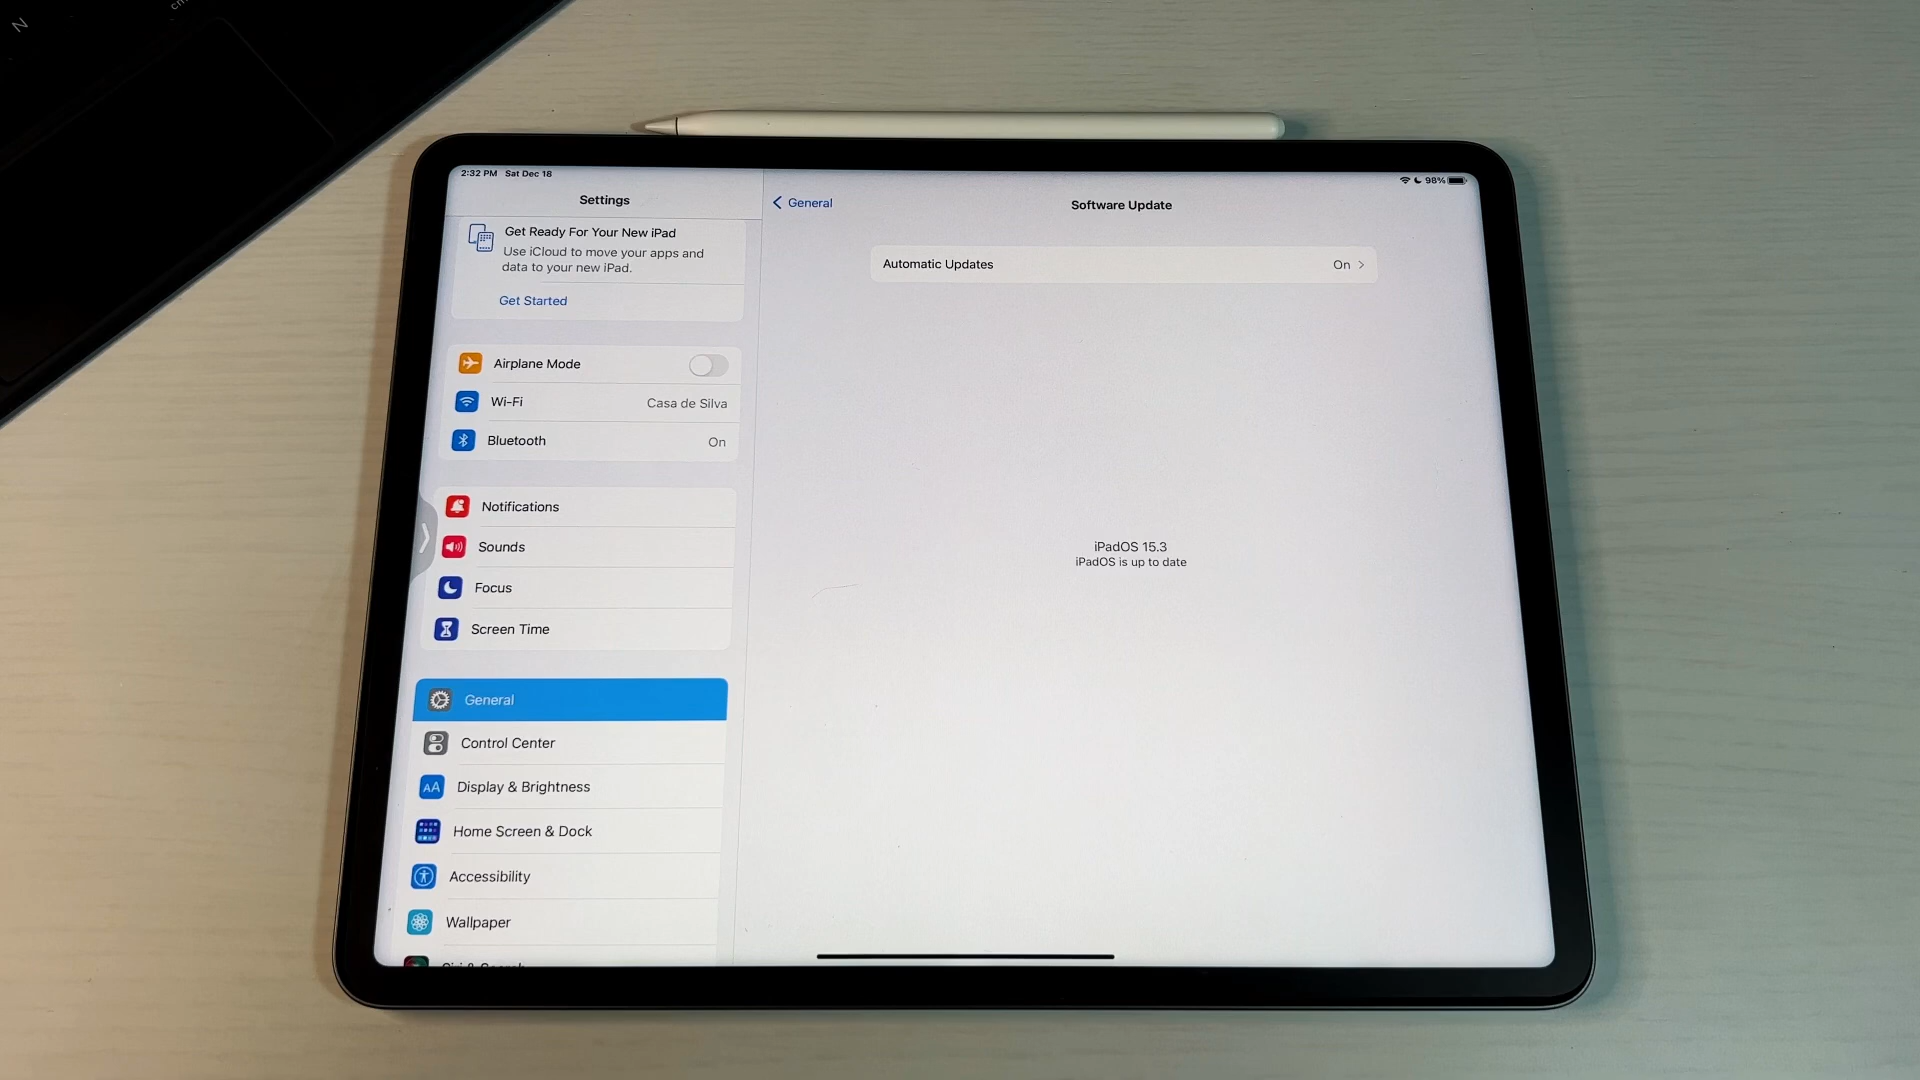 N
2:32 PM Sat Dec 18
98%
Settings
Get Ready For Your New iPad
Use iCloud to move your apps and
data to your new iPad.
Get Started
Airplane Mode
Wi-Fi Casa de Silva
Bluetooth On
Notifications
Sounds
Focus
Screen Time
General
Control Center
AA Display & Brightness
Home Screen & Dock
Accessibility
Wallpaper
Siri & Search
General
Software Update
Automatic Updates On
iPadOS 15.3
iPadOS is up to date